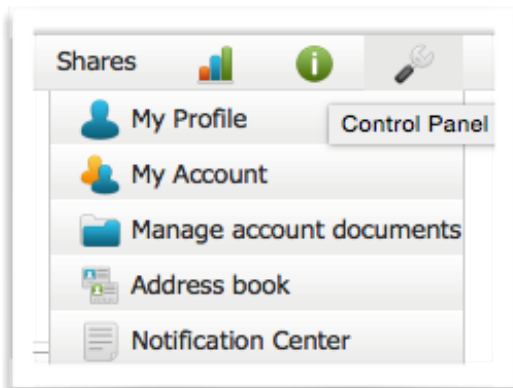 Shares
My Profile
Control Panel
My Account
Manage account documents
Address book
Notification Center